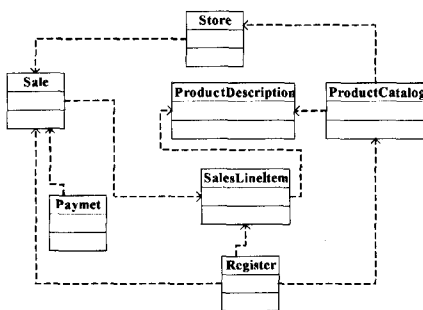 Store
Sale
ProductDescription
ProductCatalog
SalesLineItem
Paymet
Register